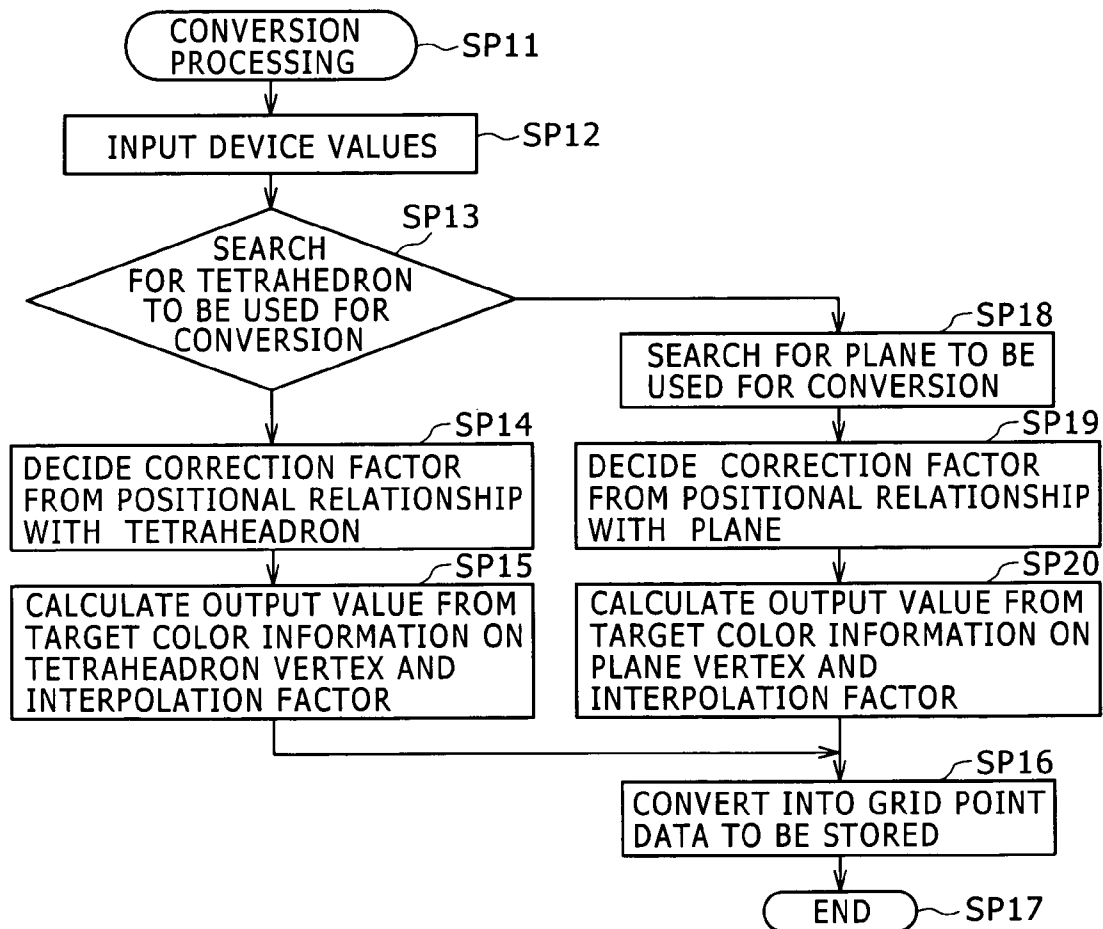 CONVERSION
PROCESSING
SP11
INPUT DEVICE VALUES
SP12
SP13
SEARCH
FOR TETRAHEDRON
TO BE USED FOR
CONVERSION
SP18
SEARCH FOR PLANE TO BE
USED FOR CONVERSION
SP14
DECIDE CORRECTION FACTOR
FROM POSITIONAL RELATIONSHIP
WITH TETRAHEADRON
SP19
DECIDE CORRECTION FACTOR
FROM POSITIONAL RELATIONSHIP
WITH PLANE
SP15
CALCULATE OUTPUT VALUE FROM
TARGET COLOR INFORMATION ON
TETRAHEADRON VERTEX AND
INTERPOLATION FACTOR
SP20
CALCULATE OUTPUT VALUE FROM
TARGET COLOR INFORMATION ON
PLANE VERTEX AND
INTERPOLATION FACTOR
SP16
CONVERT INTO GRID POINT
DATA TO BE STORED
END
SP17